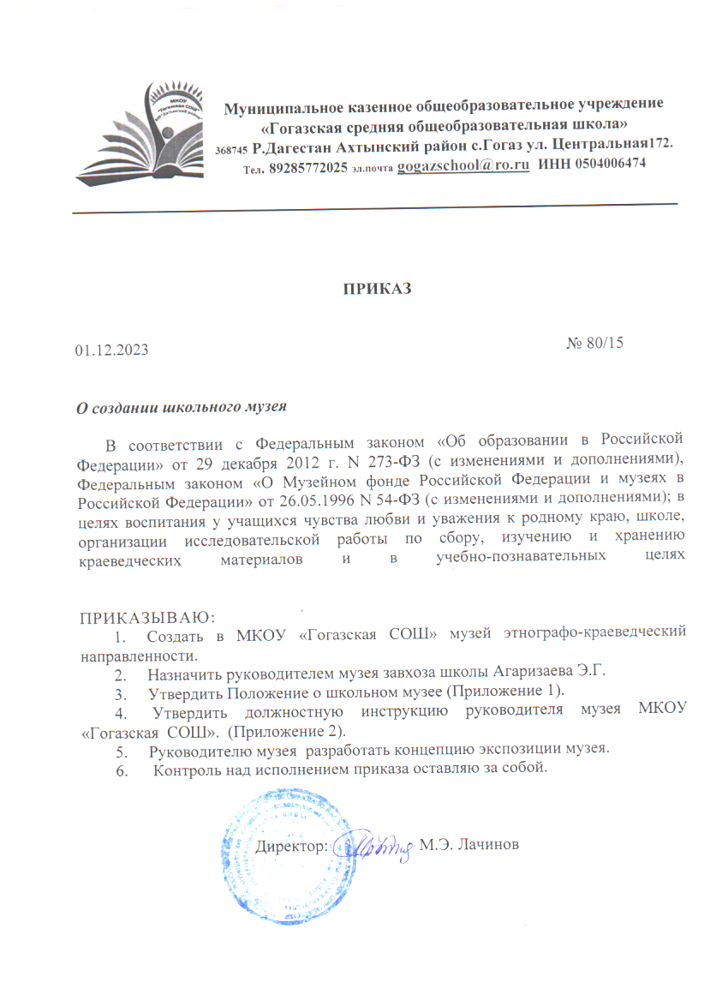 МКОУ
"Гогазская СОШ"
МР"Ахтынский район"
Муниципальное казенное общеобразовательное учреждение
«Гогазская средняя общеобразовательная школа»
368745 Р.Дагестан Ахтынский район с.Гогаз ул. Центральная172.
Тел. 89285772025 эл.почта gogazschool@ro.ru ИНН 0504006474
ПРИКАЗ
01.12.2023 № 80/15
О создании школьного музея
В соответствии с Федеральным законом «Об образовании в Российской
Федерации» от 29 декабря 2012 г. N 273-ФЗ (с изменениями и дополнениями),
Федеральным законом «О Музейном фонде Российской Федерации и музеях в
Российской Федерации» от 26.05.1996 N 54-ФЗ (с изменениями и дополнениями); в
целях воспитания у учащихся чувства любви и уважения к родному краю, школе,
организации исследовательской работы по сбору, изучению и хранению
краеведческих материалов и в учебно-познавательных целях
ПРИКАЗЫВАЮ:
1. Создать в МКОУ «Гогазская СОШ» музей этнографо-краеведческий
направленности.
2. Назначить руководителем музея завхоза школы Агаризаева Э.Г.
3. Утвердить Положение о школьном музее (Приложение 1).
4. Утвердить должностную инструкцию руководителя музея МКОУ
«Гогазская СОШ». (Приложение 2).
5. Руководителю музея разработать концепцию экспозиции музея.
6. Контроль над исполнением приказа оставляю за собой.
Директор: М.Э. Лачинов